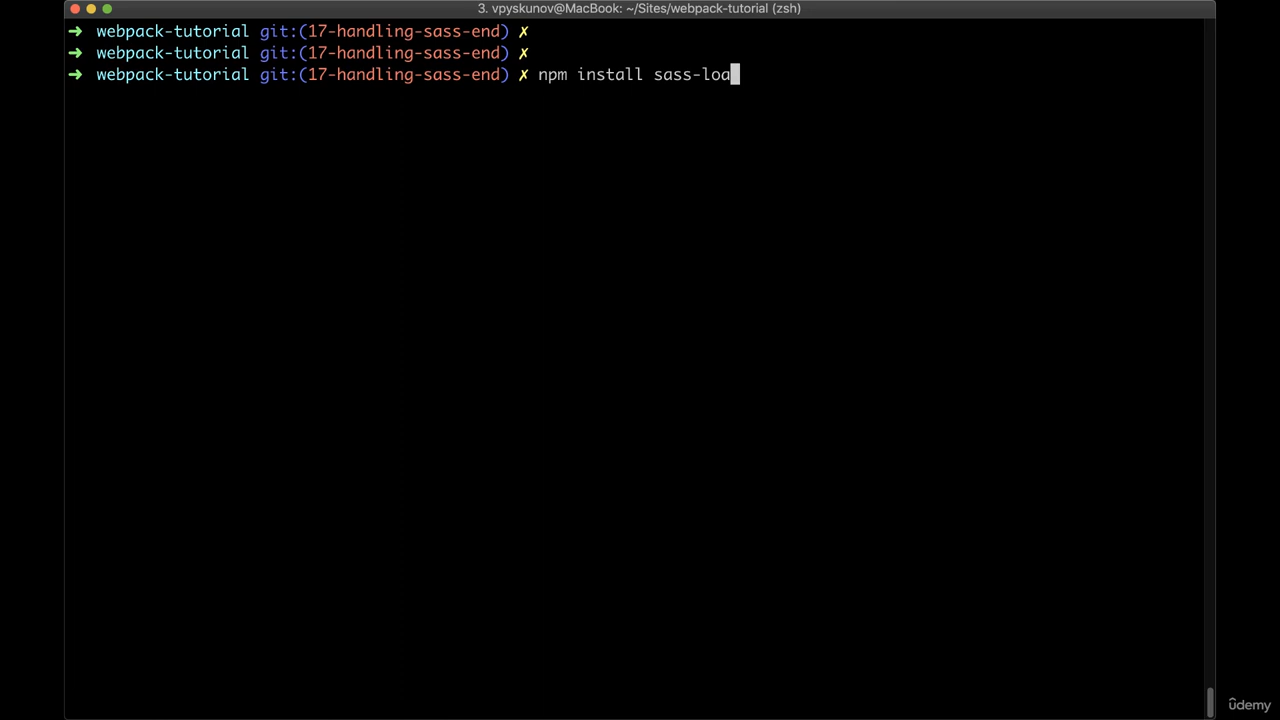 3. vpyskunov@MacBook: ~/Sites/webpack-tutorial (zsh)
➜ webpack-tutorial git:(17-handling-sass-end) ✗
➜ webpack-tutorial git:(17-handling-sass-end) ✗
➜ webpack-tutorial git:(17-handling-sass-end) ✗ npm install sass-loa
ûdemy